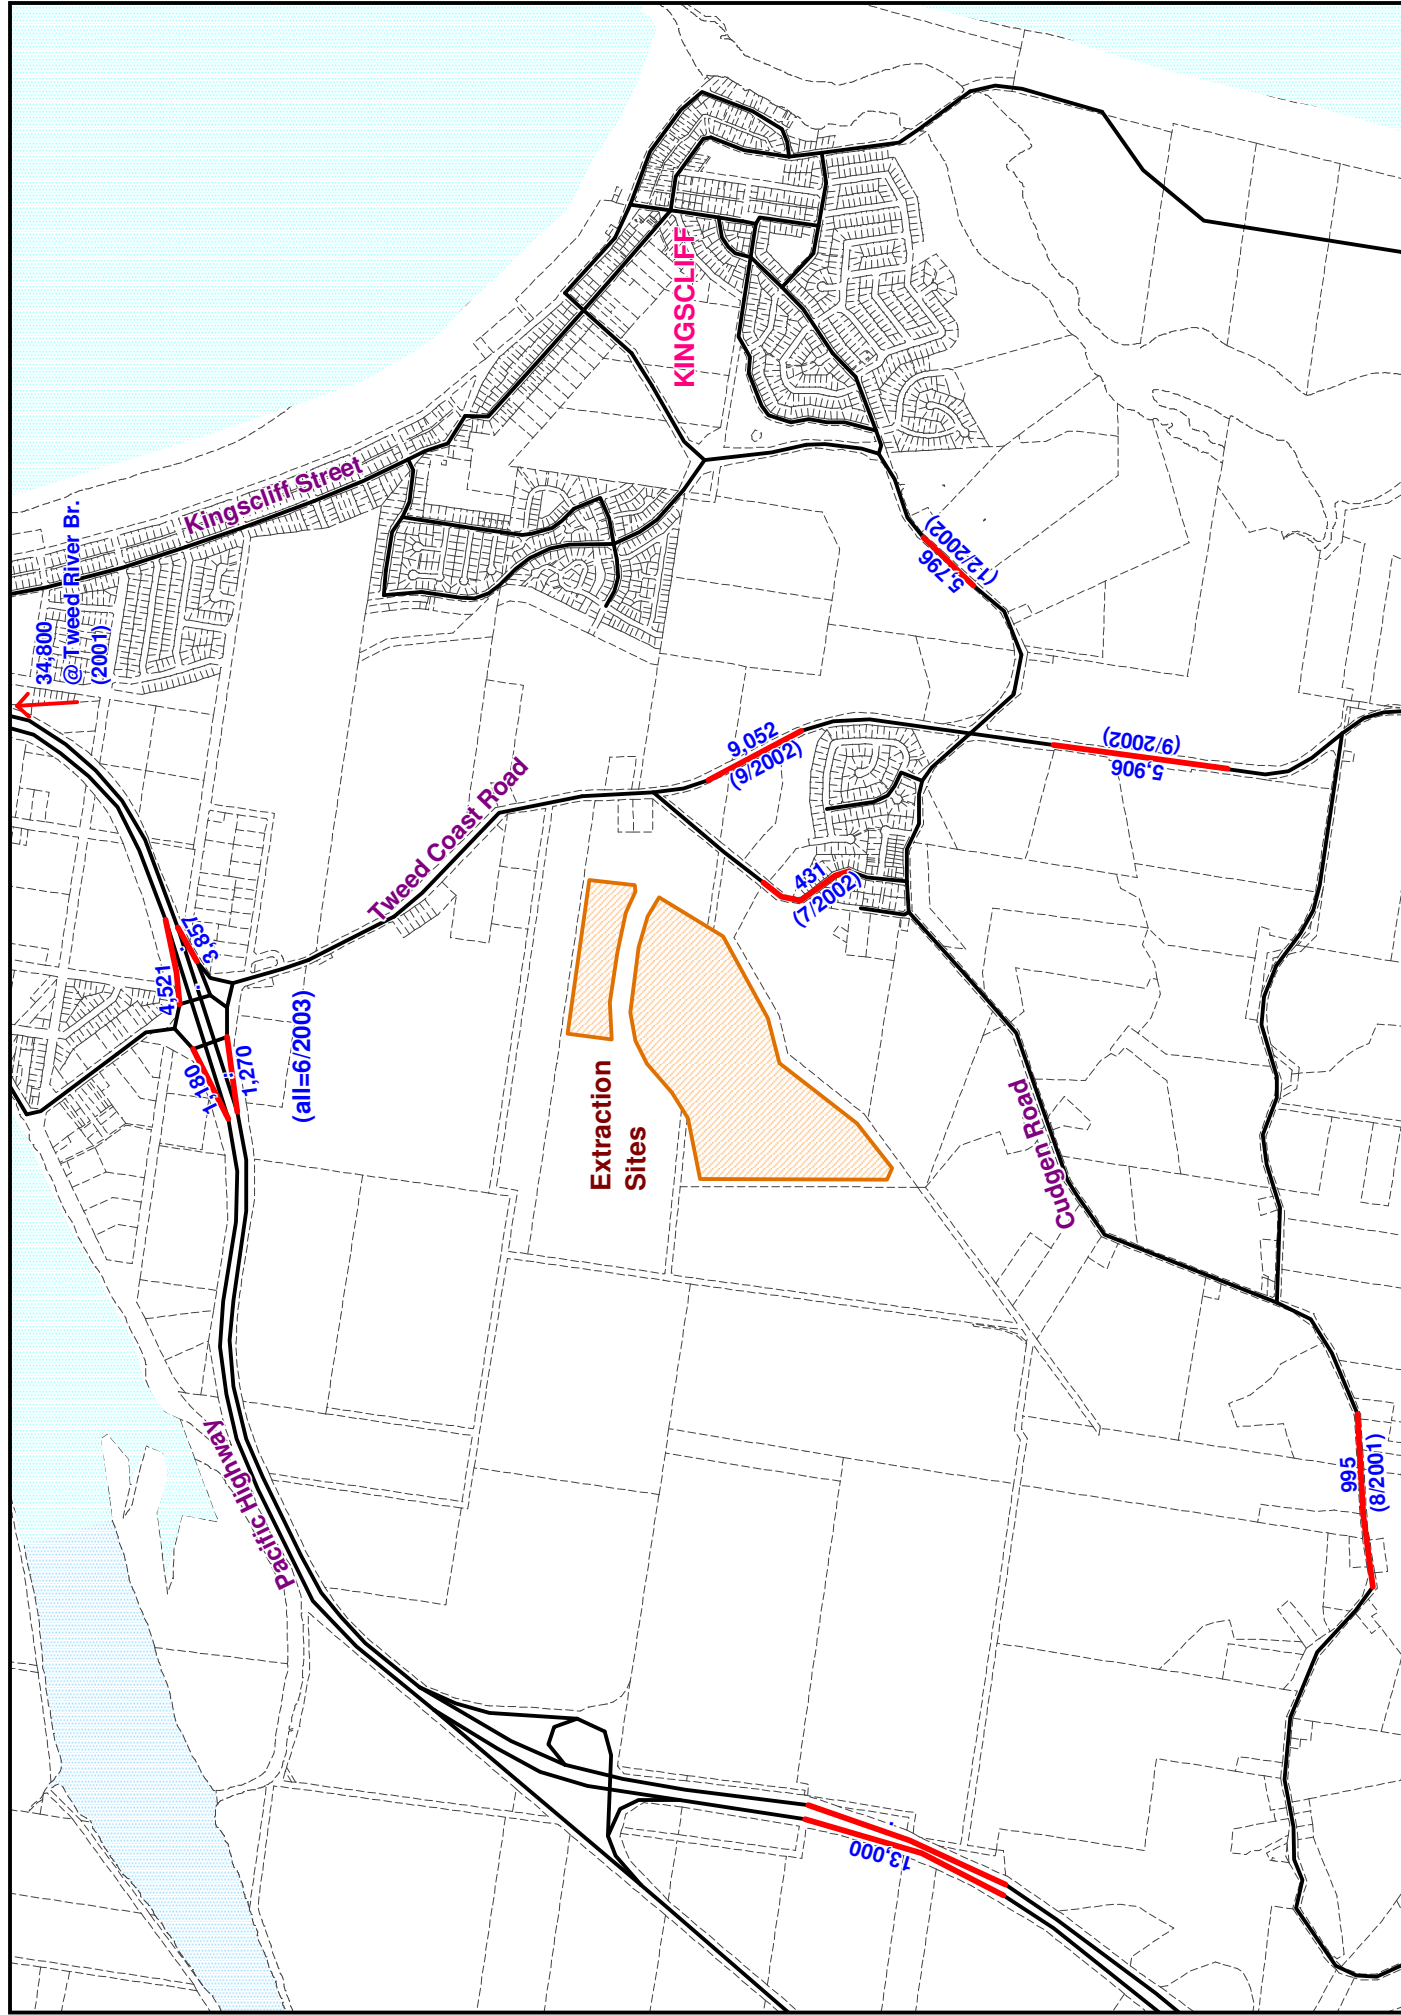 34,800
@ Tweed River Br.
(2001)
Kingscliff Street
KINGSCLIFF
5,796
(12/2002)
9,052
(9/2002)
5,906
(9/2002)
Tweed Coast Road
431
(7/2002)
3,857
4,521
1,180
1,270
(all=6/2003)
Extraction
Sites
Cudgen Road
Pacific Highway
995
(8/2001)
13,000